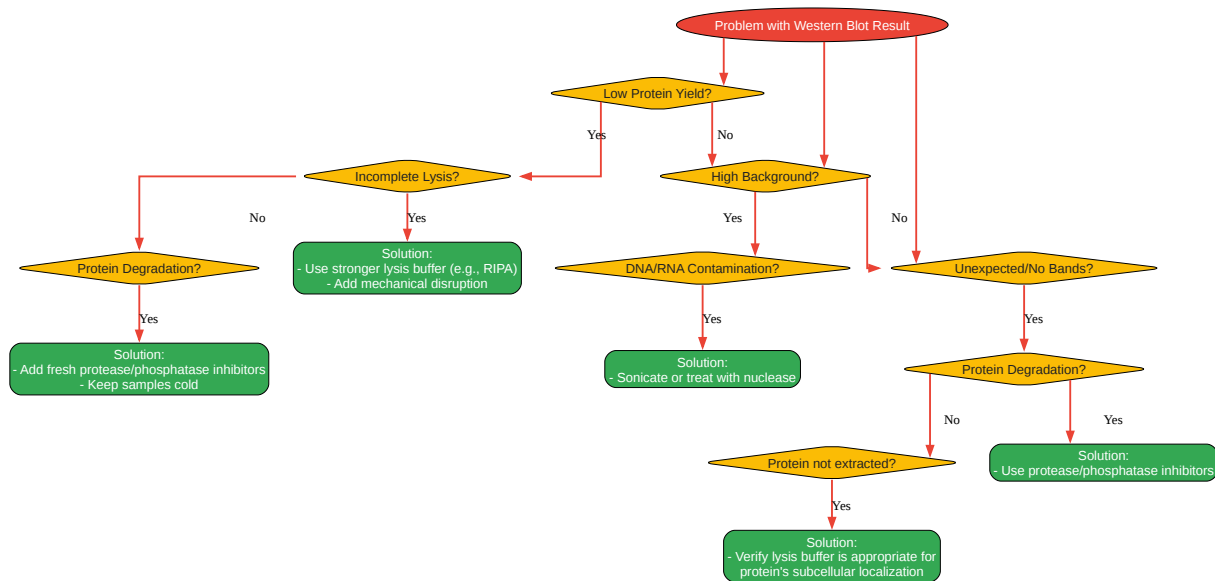 Problem with Western Blot Result
Low Protein Yield?
Yes
No
Incomplete Lysis?
High Background?
No
Yes
Yes
No
Protein Degradation?
Solution:
- Use stronger lysis buffer (e.g., RIPA)
- Add mechanical disruption
DNA/RNA Contamination?
Unexpected/No Bands?
Yes
Yes
Yes
Solution:
- Add fresh protease/phosphatase inhibitors
- Keep samples cold
Solution:
- Sonicate or treat with nuclease
Protein Degradation?
No
Yes
Protein not extracted?
Solution:
- Use protease/phosphatase inhibitors
Yes
Solution:
- Verify lysis buffer is appropriate for
protein's subcellular localization